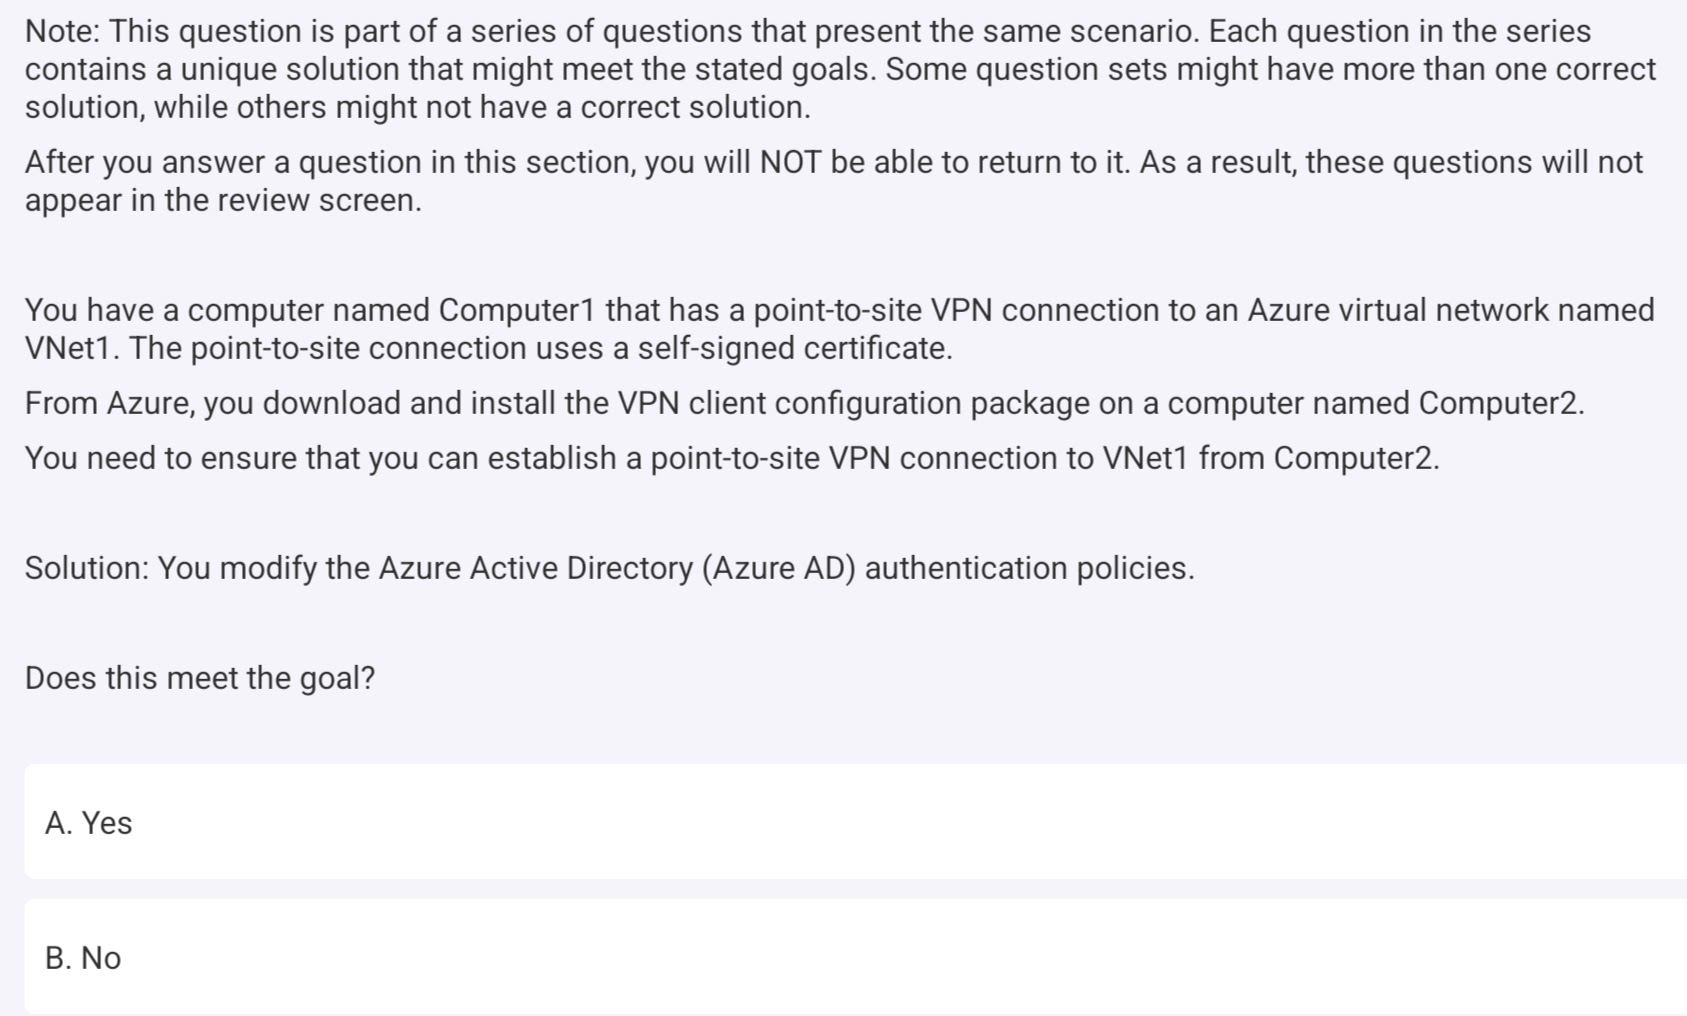 Note: This question is part of a series of questions that present the same scenario. Each question in the series
contains a unique solution that might meet the stated goals. Some question sets might have more than one correct
solution, while others might not have a correct solution.
After you answer a question in this section, you will NOT be able to return to it. As a result, these questions will not
appear in the review screen.
You have a computer named Computer1 that has a point-to-site VPN connection to an Azure virtual network named
VNet1. The point-to-site connection uses a self-signed certificate.
From Azure, you download and install the VPN client configuration package on a computer named Computer2.
You need to ensure that you can establish a point-to-site VPN connection to VNet1 from Computer2.
Solution: You modify the Azure Active Directory (Azure AD) authentication policies.
Does this meet the goal?
A. Yes
B. No